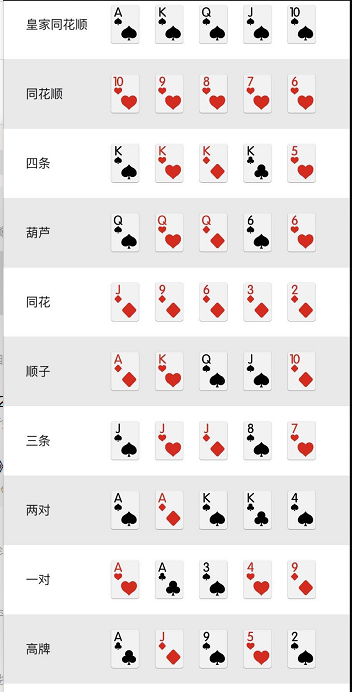 皇家同花顺 A K Q J 10
同花顺 10 9 8 7 6
四条 K K K K 5
葫芦 Q Q Q 6 6
同花 J 9 6 3 2
顺子 A K Q J 10
三条 J J J 8 7
两对 A A K K 4
一对 A A 3 4 9
高牌 A J 9 5 2